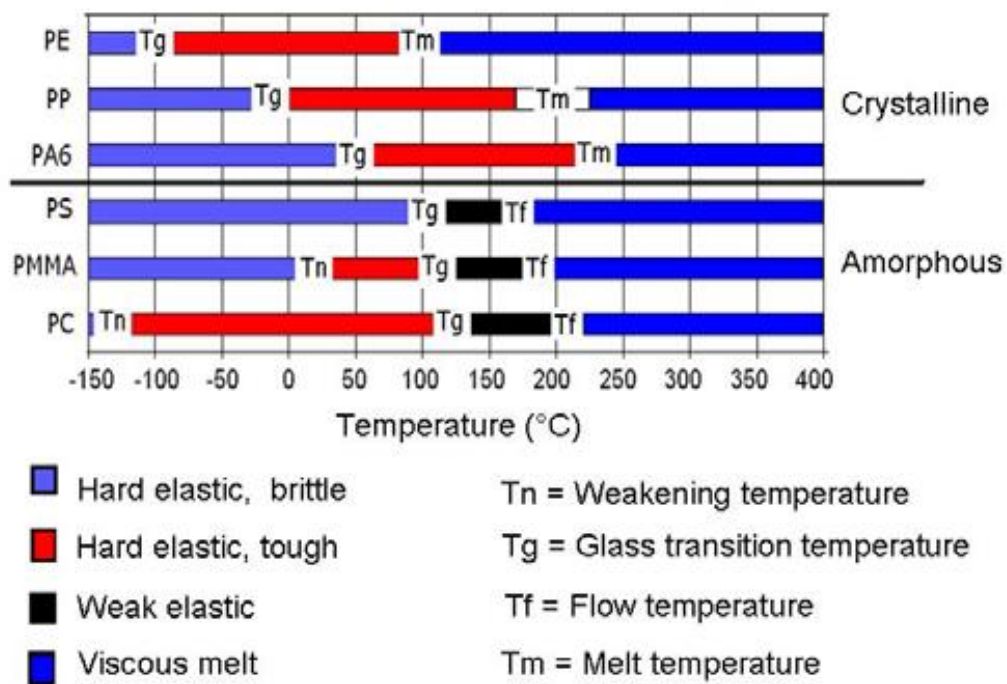 PE Tg Tm
PP Tg Tm
Crystalline
PA6 Tg Tm
PS Tg Tf
PMMA Tn Tg Tf
Amorphous
PC Tn Tg Tf
-150 -100 -50 0 50 100 150 200 250 300 350 400
Temperature (°C)
Hard elastic, brittle
Tn = Weakening temperature
Hard elastic, tough
Tg = Glass transition temperature
Weak elastic
Tf = Flow temperature
Viscous melt
Tm = Melt temperature